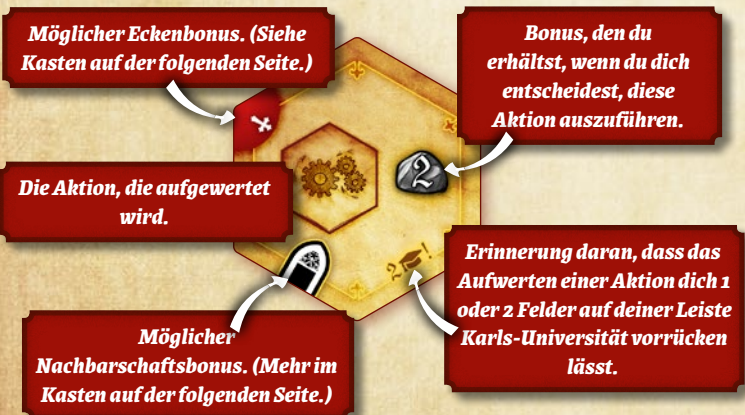 Möglicher Eckenbonus. (Siehe
Kasten auf der folgenden Seite.)
Bonus, den du
erhältst, wenn du dich
entscheidest, diese
Aktion auszuführen.
Die Aktion, die aufgewertet
wird.
2
2 !
Erinnerung daran, dass das
Aufwerten einer Aktion dich 1
oder 2 Felder auf deiner Leiste
Karls-Universität vorrücken
lässt.
Möglicher
Nachbarschaftsbonus. (Mehr im
Kasten auf der folgenden Seite.)